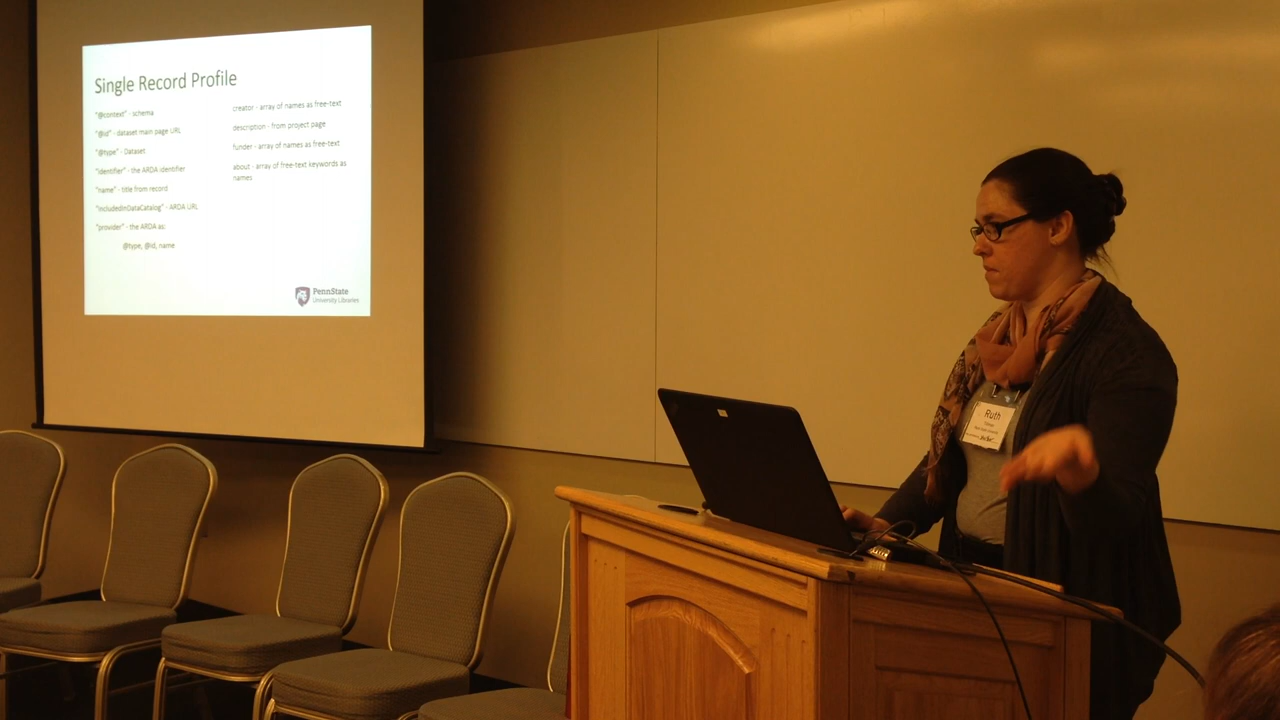 Single Record Profile
"@context" - schema
"@id" - dataset main page URL
"@type" - Dataset
"identifier" - the ARDA identifier
"name" - title from record
"includedInDataCatalog" - ARDA URL
"provider" - the ARDA as:
@type, @id, name
creator - array of names as free-text
description - from project page
funder - array of names as free-text
about - array of free-text keywords as
names
PennState
University Libraries
Ruth